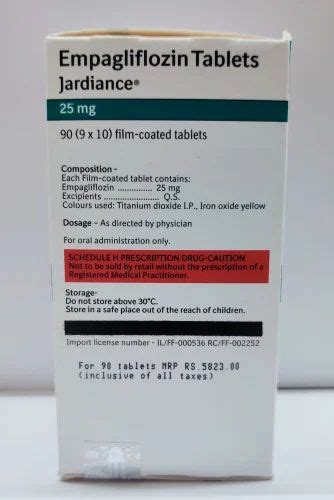 Empagliflozin Tablets
Jardiance®
25 mg
90 (9 x 10) film-coated tablets
Composition -
Each Film-coated tablet contains:
Empagliflozin ............... 25 mg
Excipients ....................... Q.S.
Colours used: Titanium dioxide I.P., Iron oxide yellow
Dosage – As directed by physician
For oral administration only.
SCHEDULE H PRESCRIPTION DRUG-CAUTION
Not to be sold by retail without the prescription of a
Registered Medical Practitioner.
Storage-
Do not store above 30°C.
Store in a safe place out of the reach of children.
Import license number - IL/FF-000536 RC/FF-002252
For 90 tablets MRP RS.5823.00
(inclusive of all taxes)